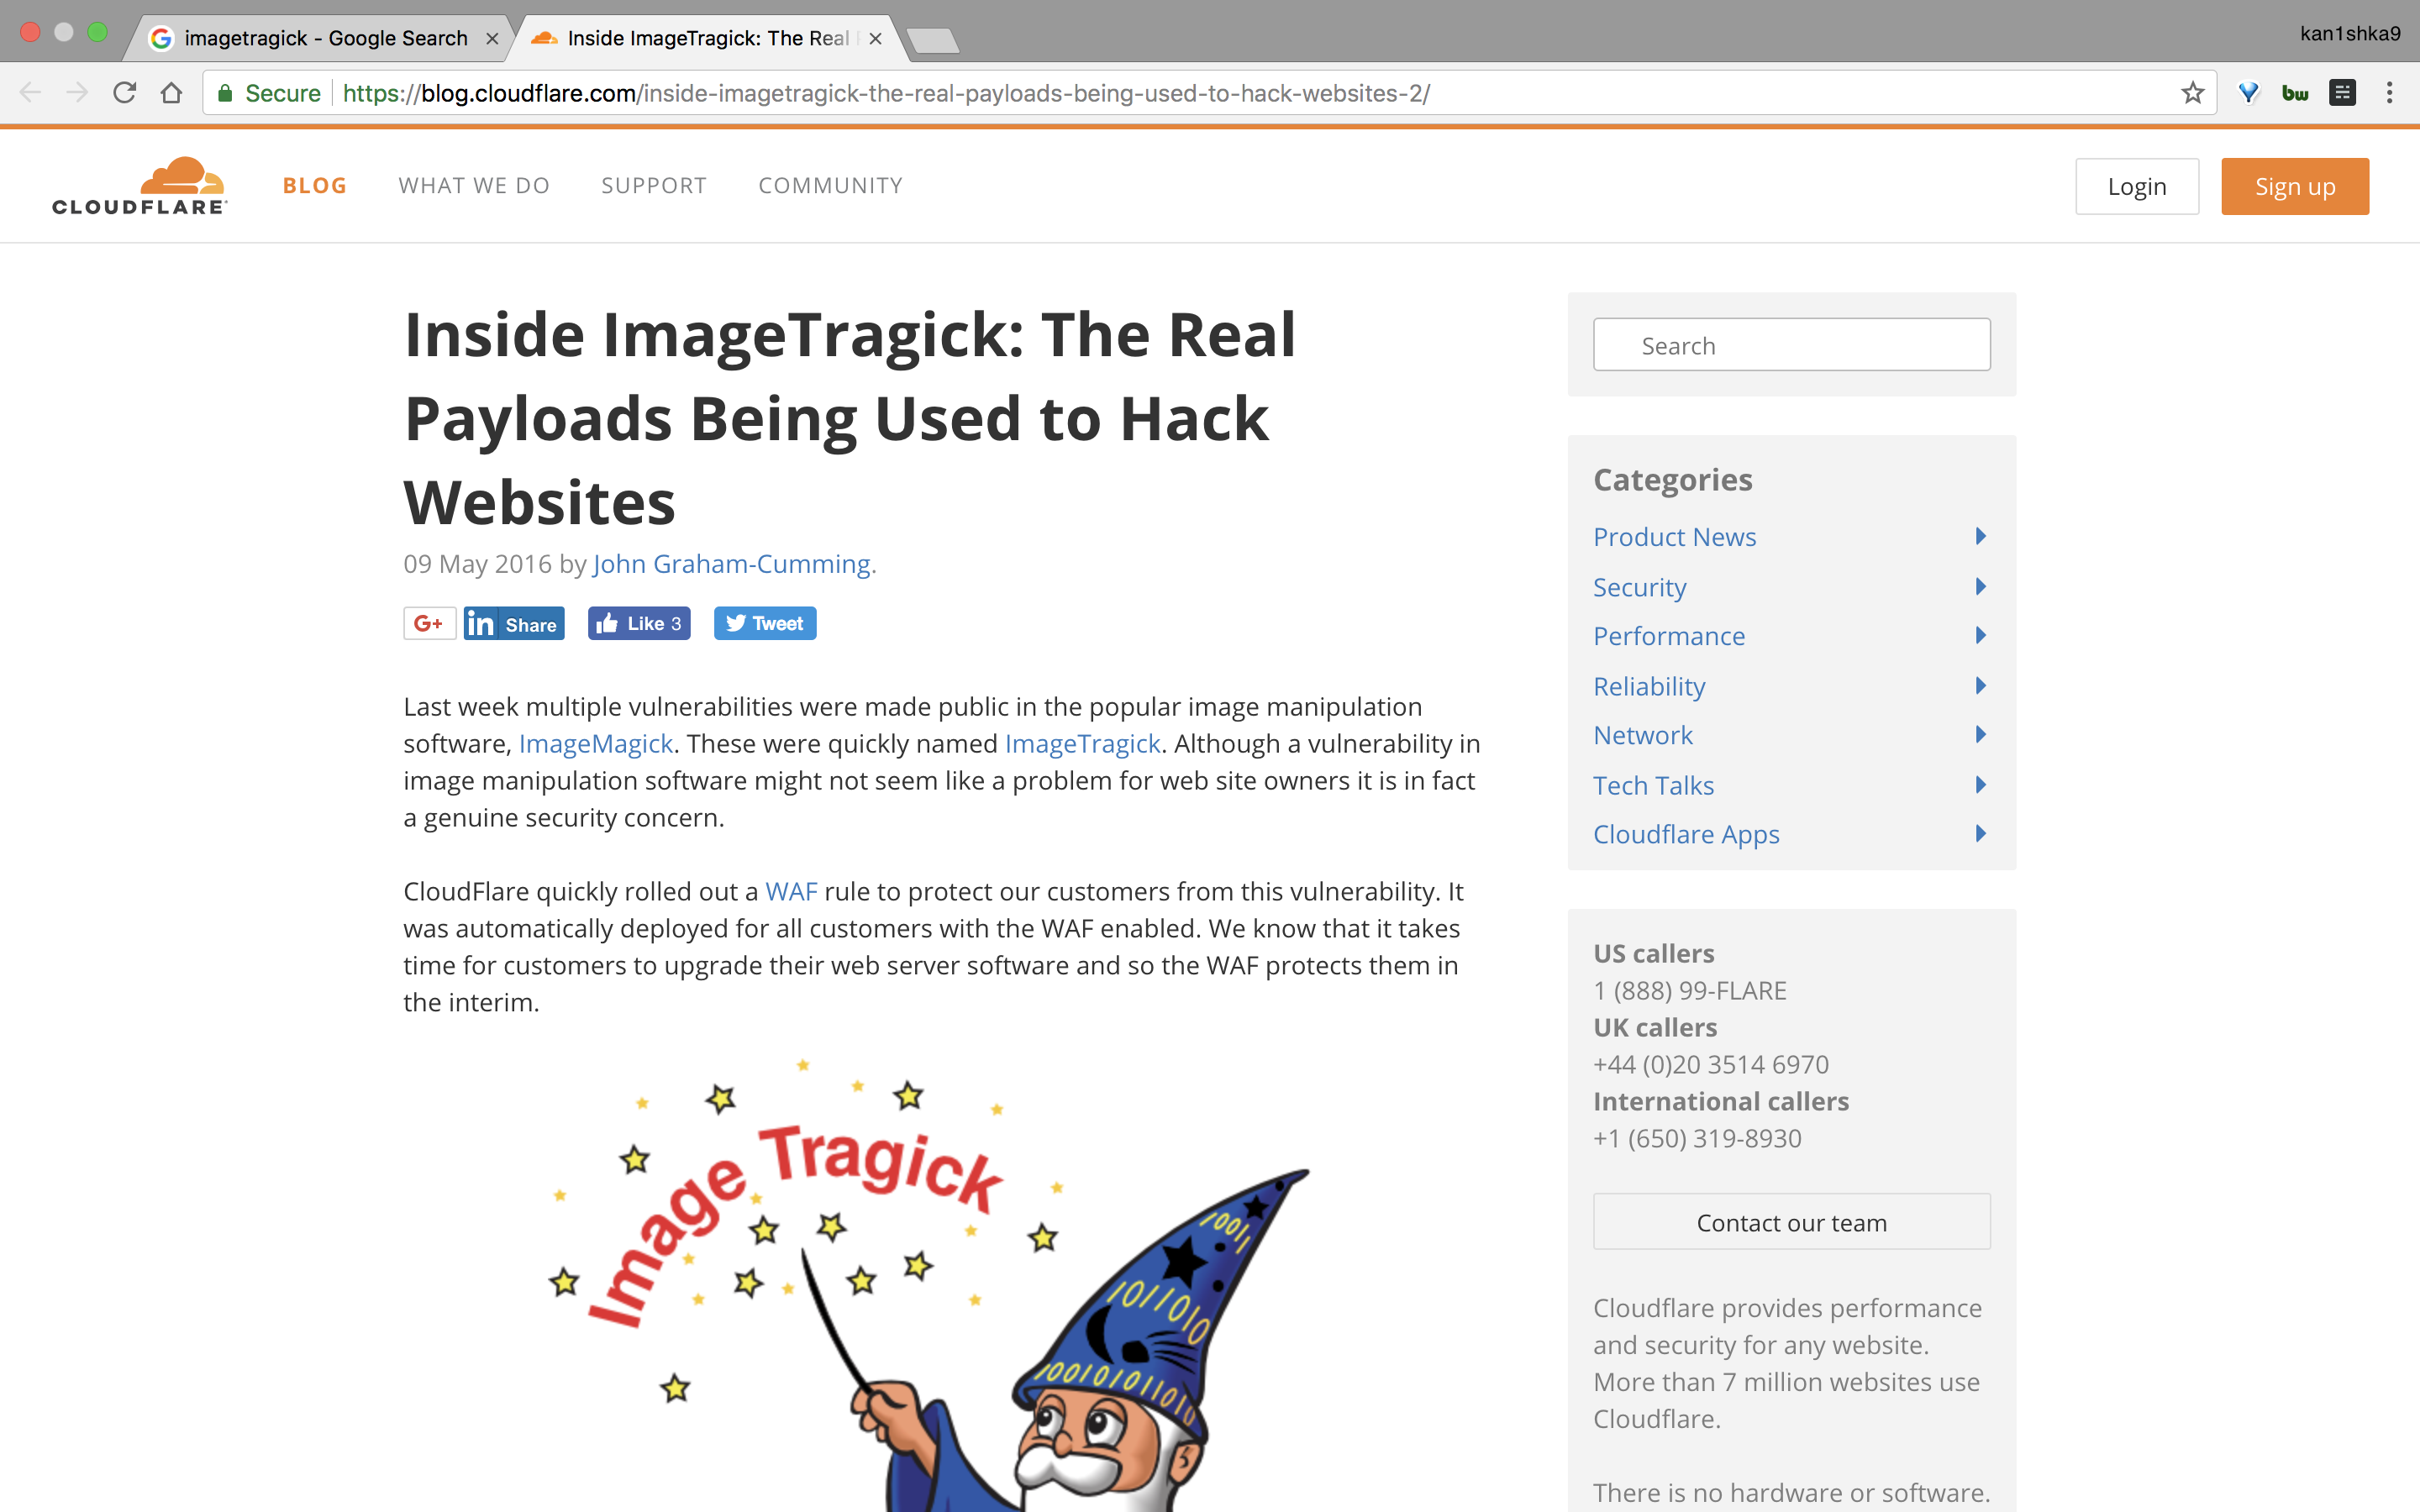 imagetragick - Google Search
Inside ImageTragick: The Real
kan1shka9
Secure
https://blog.cloudflare.com/inside-imagetragick-the-real-payloads-being-used-to-hack-websites-2/
bw
CLOUDFLARE
BLOG
WHAT WE DO
SUPPORT
COMMUNITY
Login
Sign up
Inside ImageTragick: The Real
Payloads Being Used to Hack
Websites
09 May 2016 by John Graham-Cumming.
G+
in Share
Like 3
Tweet
Last week multiple vulnerabilities were made public in the popular image manipulation
software, ImageMagick. These were quickly named ImageTragick. Although a vulnerability in
image manipulation software might not seem like a problem for web site owners it is in fact
a genuine security concern.
CloudFlare quickly rolled out a WAF rule to protect our customers from this vulnerability. It
was automatically deployed for all customers with the WAF enabled. We know that it takes
time for customers to upgrade their web server software and so the WAF protects them in
the interim.
Image Tragick
10011
1011010
100101011010
Search
Categories
Product News
Security
Performance
Reliability
Network
Tech Talks
Cloudflare Apps
US callers
1 (888) 99-FLARE
UK callers
+44 (0)20 3514 6970
International callers
+1 (650) 319-8930
Contact our team
Cloudflare provides performance
and security for any website.
More than 7 million websites use
Cloudflare.
There is no hardware or software.